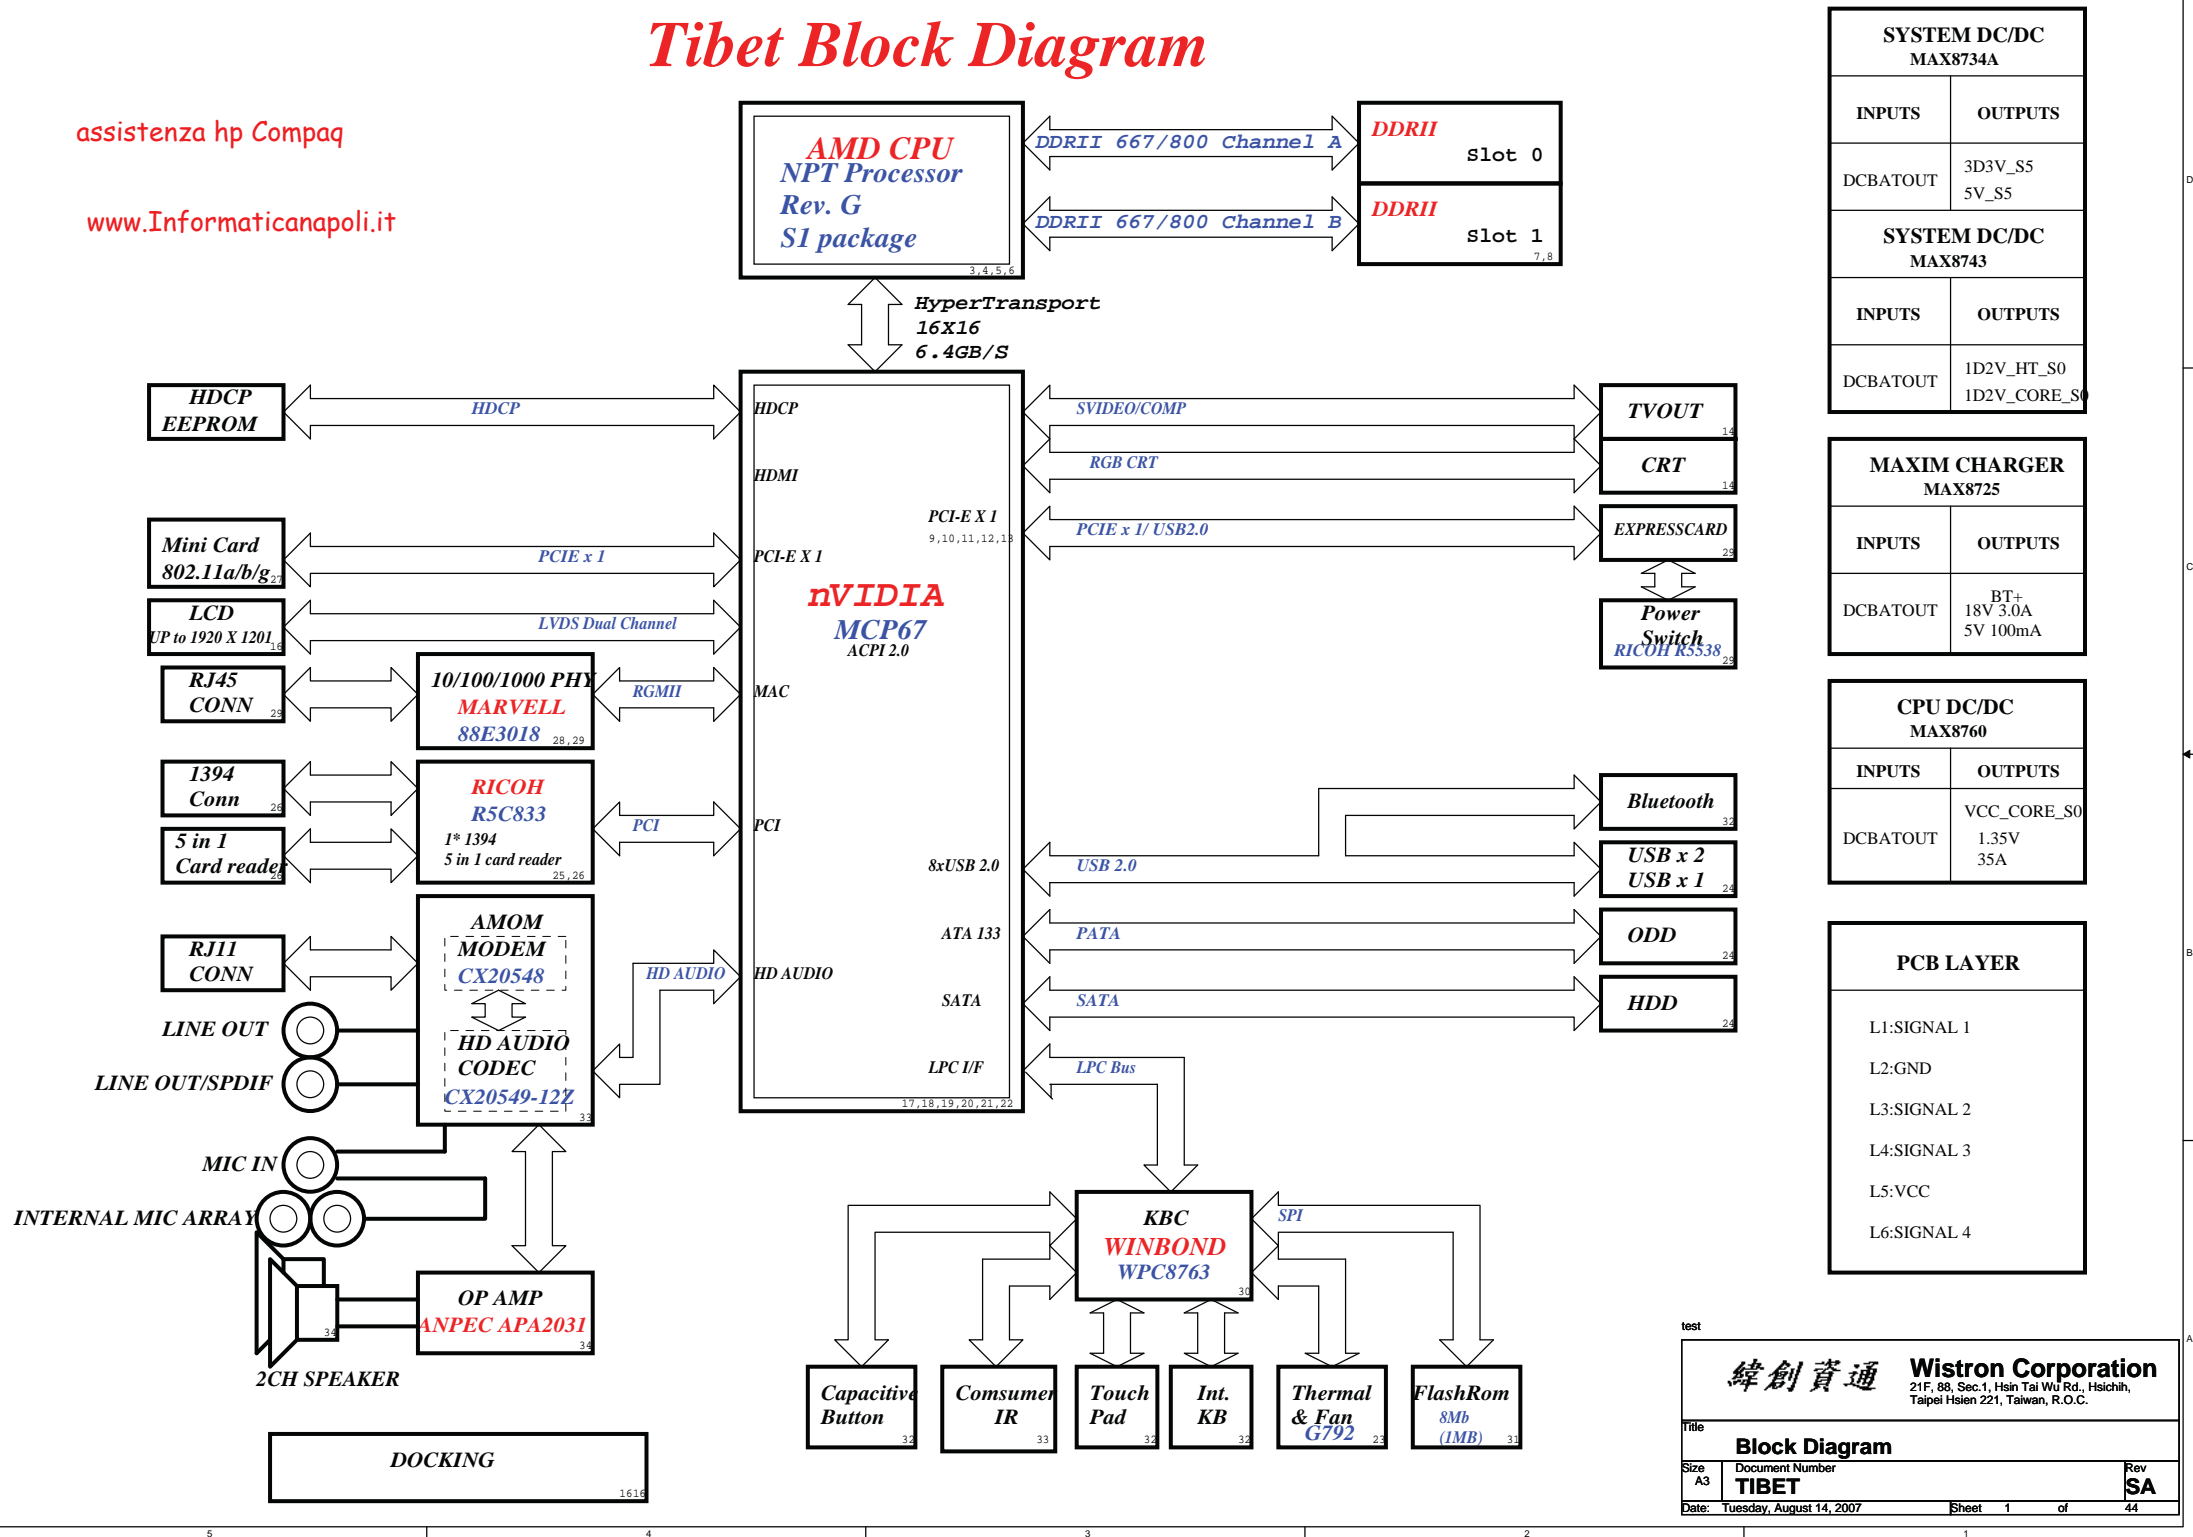 Tibet Block Diagram
assistenza hp Compaq
www.Informaticanapoli.it
AMD CPU
NPT Processor
Rev. G
S1 package
3,4,5,6
DDRII 667/800 Channel A
DDRII 667/800 Channel B
DDRII
Slot 0
DDRII
Slot 1
7,8
HyperTransport
16X16
6.4GB/S
HDCP
EEPROM
HDCP
HDCP
HDMI
Mini Card
802.11a/b/g
27
PCIE x 1
PCI-E X 1
LCD
UP to 1920 X 1201
16
LVDS Dual Channel
RJ45
CONN
29
10/100/1000 PHY
MARVELL
88E3018
28,29
RGMII
MAC
1394
Conn
26
5 in 1
Card reader
26
RICOH
R5C833
1* 1394
5 in 1 card reader
25,26
PCI
PCI
RJ11
CONN
AMOM
MODEM
CX20548
HD AUDIO
CODEC
CX20549-12Z
33
HD AUDIO
HD AUDIO
LINE OUT
LINE OUT/SPDIF
MIC IN
INTERNAL MIC ARRAY
34
2CH SPEAKER
OP AMP
ANPEC APA2031
34
DOCKING
1616
nVIDIA
MCP67
ACPI 2.0
PCI-E X 1
9,10,11,12,13
8xUSB 2.0
ATA 133
SATA
LPC I/F
17,18,19,20,21,22
SVIDEO/COMP
TVOUT
14
RGB CRT
CRT
14
PCIE x 1/ USB2.0
EXPRESSCARD
29
Power
Switch
RICOH R5538
29
USB 2.0
Bluetooth
32
USB x 2
USB x 1
24
PATA
ODD
24
SATA
HDD
24
LPC Bus
KBC
WINBOND
WPC8763
30
SPI
Capacitive
Button
32
Comsumer
IR
33
Touch
Pad
32
Int.
KB
32
Thermal
& Fan
G792
23
FlashRom
8Mb
(1MB)
31
SYSTEM DC/DC
MAX8734A
INPUTS OUTPUTS
DCBATOUT
3D3V_S5
5V_S5
SYSTEM DC/DC
MAX8743
INPUTS OUTPUTS
DCBATOUT
1D2V_HT_S0
1D2V_CORE_S0
MAXIM CHARGER
MAX8725
INPUTS OUTPUTS
DCBATOUT
BT+
18V 3.0A
5V 100mA
CPU DC/DC
MAX8760
INPUTS OUTPUTS
DCBATOUT
VCC_CORE_S0
1.35V
35A
PCB LAYER
L1:SIGNAL 1
L2:GND
L3:SIGNAL 2
L4:SIGNAL 3
L5:VCC
L6:SIGNAL 4
test
緯創資通
Wistron Corporation
21F, 88, Sec.1, Hsin Tai Wu Rd., Hsichih,
Taipei Hsien 221, Taiwan, R.O.C.
Title
Block Diagram
Size
A3
Document Number
TIBET
Rev
SA
Date: Tuesday, August 14, 2007 Sheet 1 of 44
D
C
B
A
5 4 3 2 1